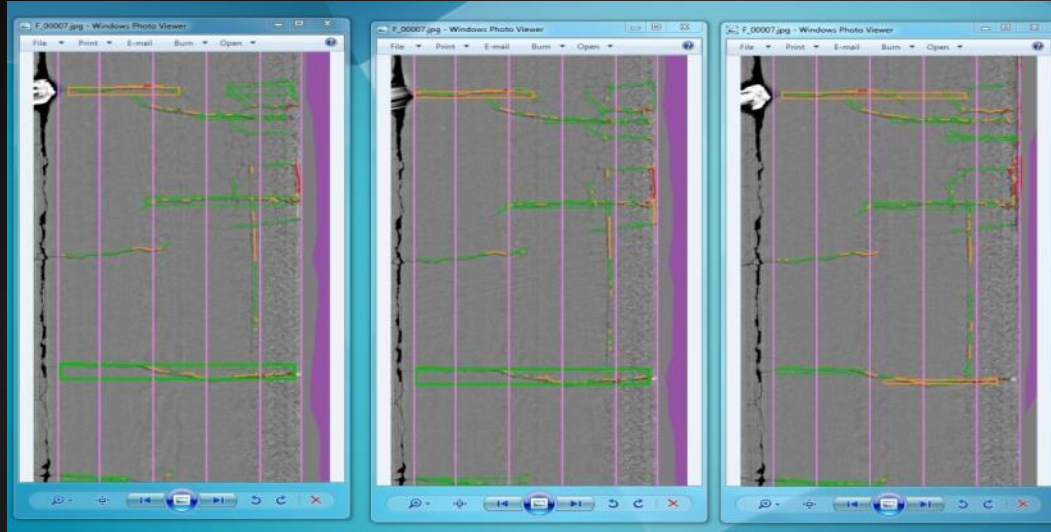 F_00007.jpg - Windows Photo Viewer
File Print E-mail Burn Open
F_00007.jpg - Windows Photo Viewer
File Print E-mail Burn Open
F_00007.jpg - Windows Photo Viewer
File Print E-mail Burn Open